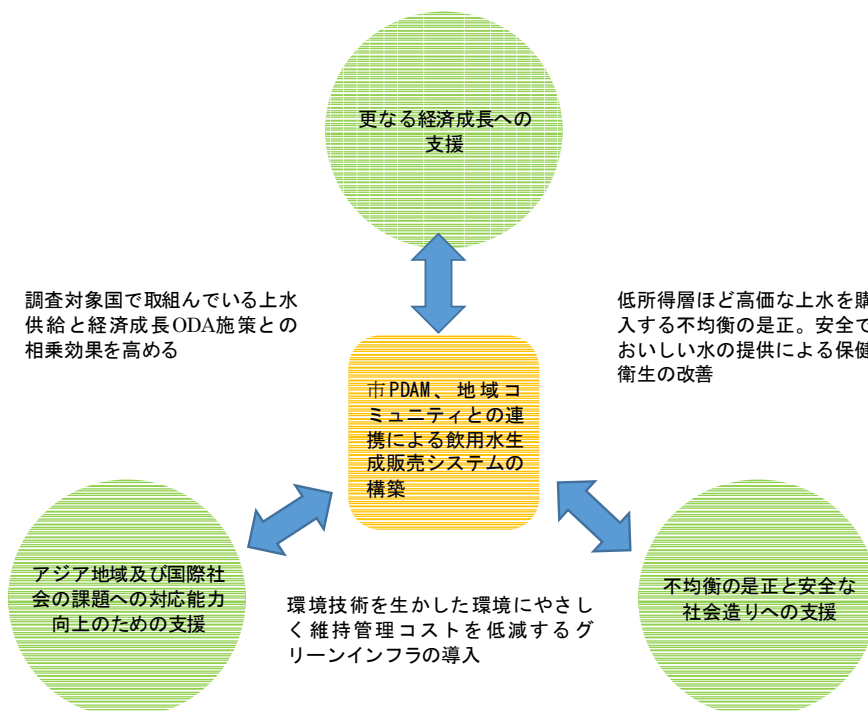 更なる経済成長への
支援
調査対象国で取組んでいる上水
供給と経済成長ODA施策との
相乗効果を高める
低所得層ほど高価な上水を購
入する不均衡の是正。安全で
おいしい水の提供による保健
衛生の改善
市PDAM、地域コ
ミュニティとの連
携による飲用水生
成販売システムの
構築
アジア地域及び国際社
会の課題への対応能力
向上のための支援
環境技術を生かした環境にやさし
く維持管理コストを低減するグ
リーンインフラの導入
不均衡の是正と安全な
社会造りへの支援